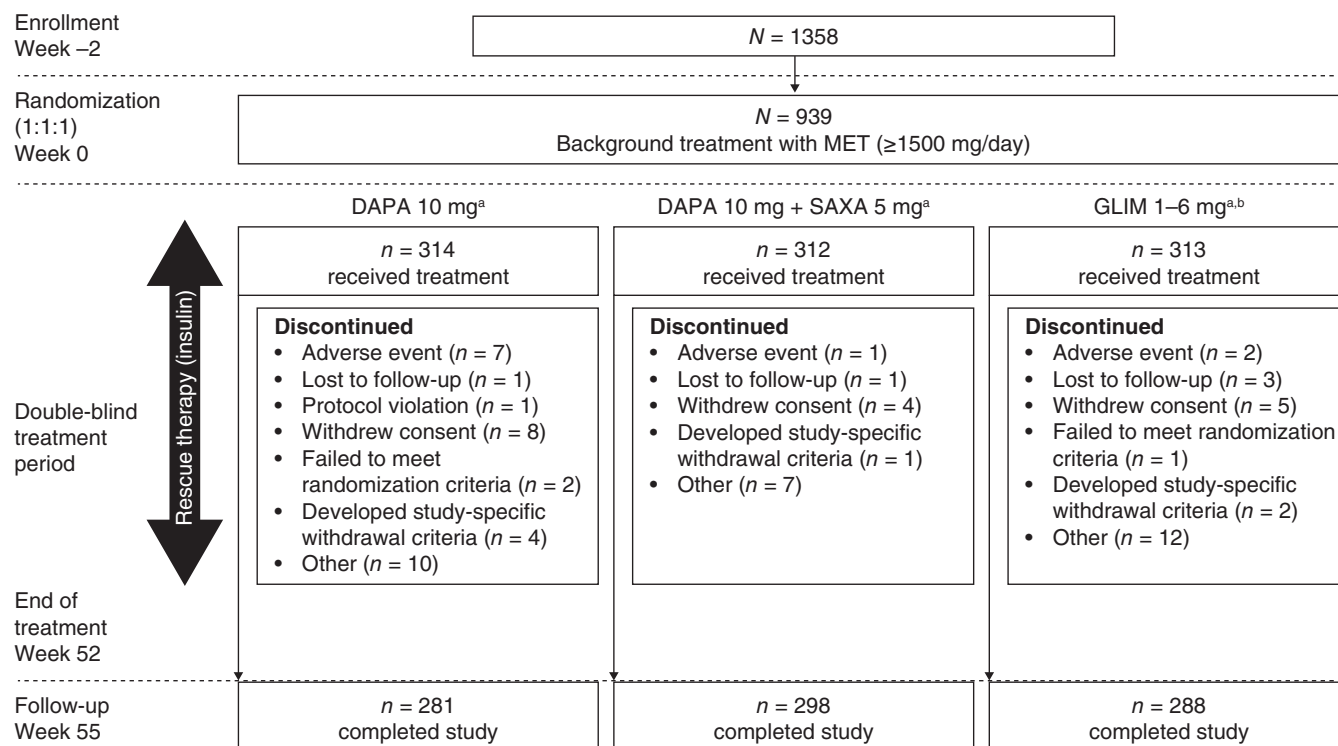 Enrollment
Week –2
N = 1358
Randomization
(1:1:1)
Week 0
N = 939
Background treatment with MET (≥1500 mg/day)
Double-blind
treatment
period
Rescue therapy (insulin)
DAPA 10 mgᵃ
n = 314
received treatment
Discontinued
• Adverse event (n = 7)
• Lost to follow-up (n = 1)
• Protocol violation (n = 1)
• Withdrew consent (n = 8)
• Failed to meet
randomization criteria (n = 2)
• Developed study-specific
withdrawal criteria (n = 4)
• Other (n = 10)
DAPA 10 mg + SAXA 5 mgᵃ
n = 312
received treatment
Discontinued
• Adverse event (n = 1)
• Lost to follow-up (n = 1)
• Withdrew consent (n = 4)
• Developed study-specific
withdrawal criteria (n = 1)
• Other (n = 7)
GLIM 1–6 mgᵃ,ᵇ
n = 313
received treatment
Discontinued
• Adverse event (n = 2)
• Lost to follow-up (n = 3)
• Withdrew consent (n = 5)
• Failed to meet randomization
criteria (n = 1)
• Developed study-specific
withdrawal criteria (n = 2)
• Other (n = 12)
End of
treatment
Week 52
Follow-up
Week 55
n = 281
completed study
n = 298
completed study
n = 288
completed study